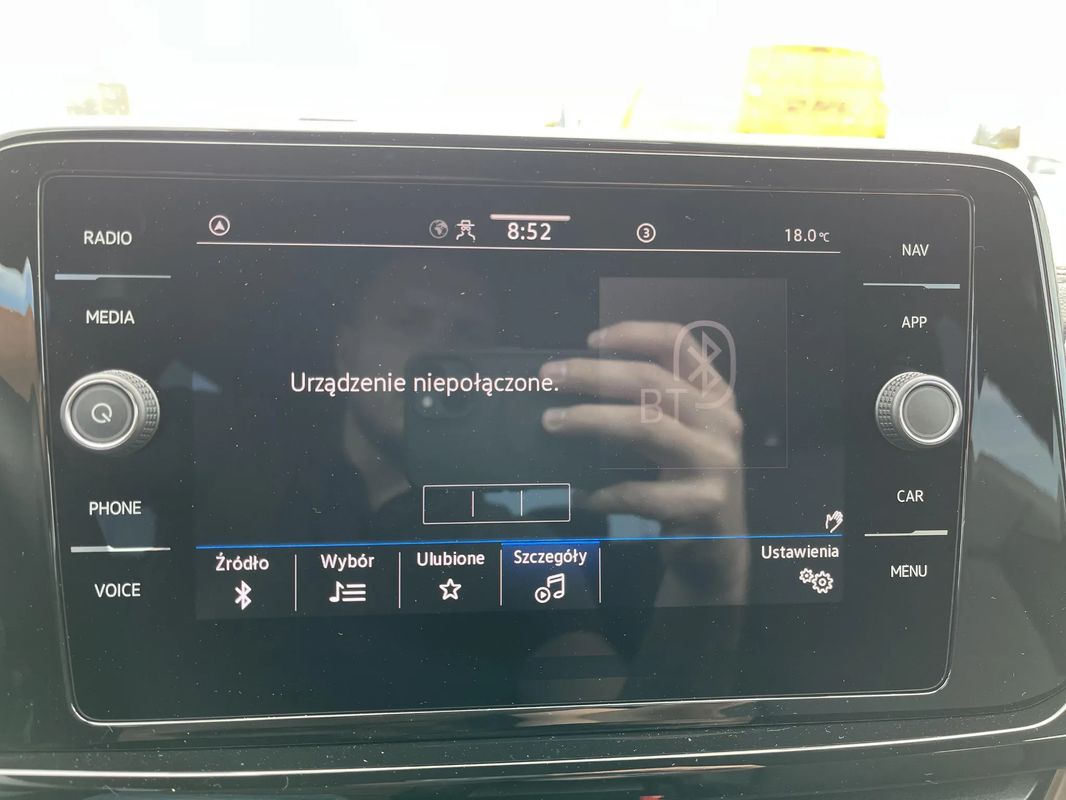 RADIO
MEDIA
PHONE
VOICE
8:52
3
18.0°C
Urządzenie niepołączone.
BT
Źródło
Wybór
Ulubione
Szczegóły
Ustawienia
NAV
APP
CAR
MENU